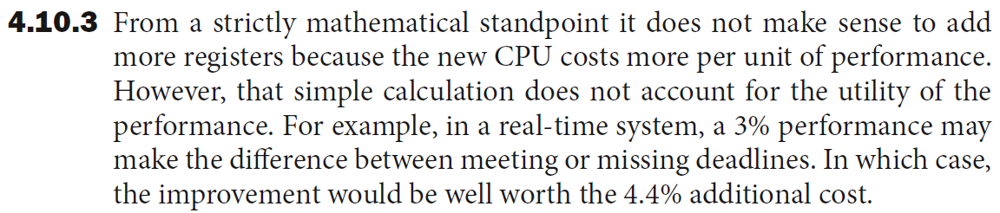 4.10.3 From a strictly mathematical standpoint it does not make sense to add
more registers because the new CPU costs more per unit of performance.
However, that simple calculation does not account for the utility of the
performance. For example, in a real-time system, a 3% performance may
make the difference between meeting or missing deadlines. In which case,
the improvement would be well worth the 4.4% additional cost.